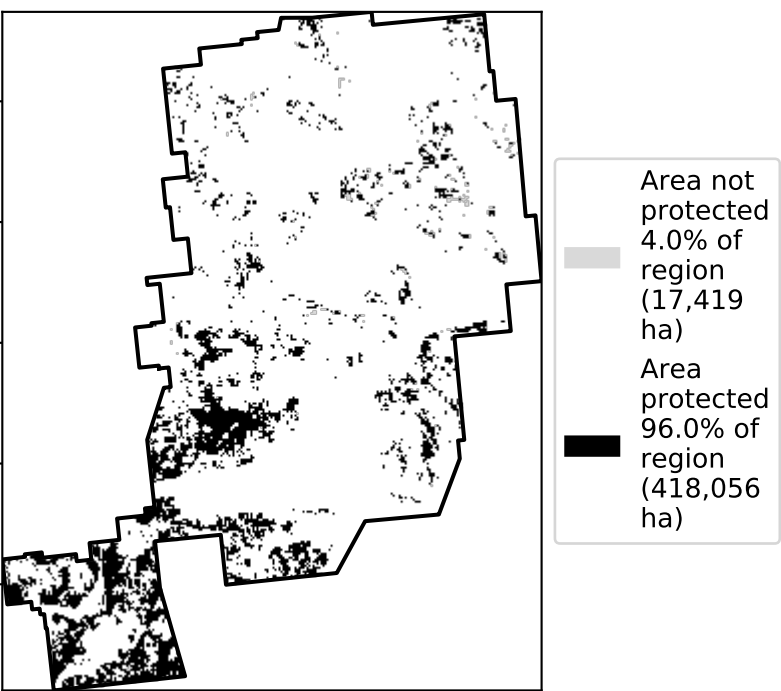 Area not
protected
4.0% of
region
(17,419
ha)
Area
protected
96.0% of
region
(418,056
ha)